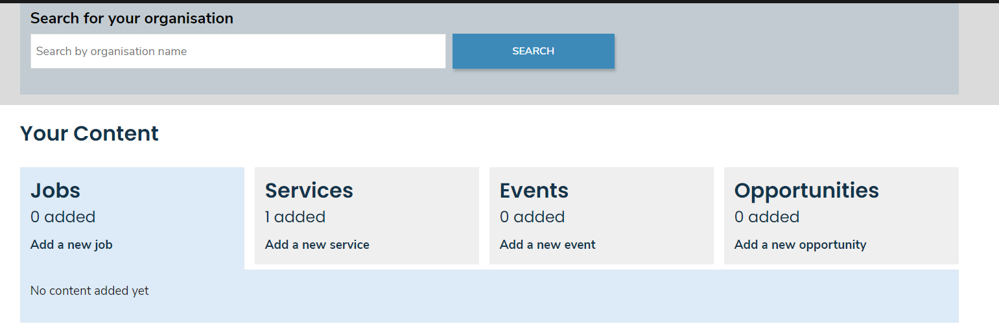 Search for your organisation
Search by organisation name
SEARCH
Your Content
Jobs
0 added
Add a new job
Services
1 added
Add a new service
Events
0 added
Add a new event
Opportunities
0 added
Add a new opportunity
No content added yet